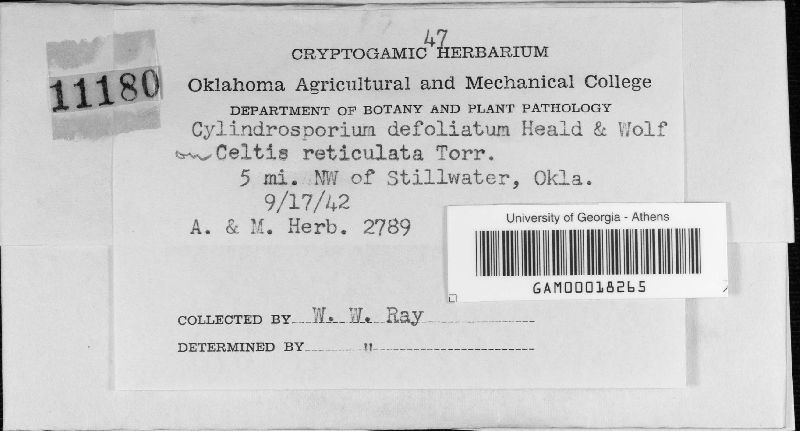 47
CRYPTOGAMIC HERBARIUM
11180
Oklahoma Agricultural and Mechanical College
DEPARTMENT OF BOTANY AND PLANT PATHOLOGY
Cylindrosporium defoliatum Heald & Wolf
on Celtis reticulata Torr.
5 mi. NW of Stillwater, Okla.
9/17/42
A. & M. Herb. 2789
University of Georgia - Athens
GAM00018265
COLLECTED BY W. W. Ray
DETERMINED BY "